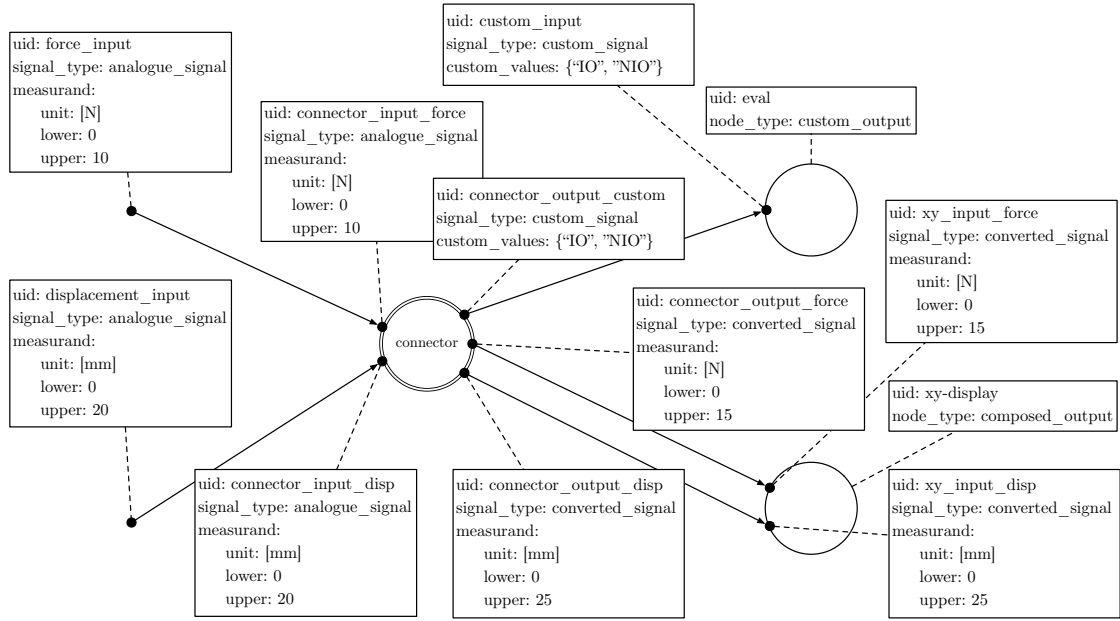 uid: force_input
signal_type: analogue_signal
measurand:
unit: [N]
lower: 0
upper: 10
uid: custom_input
signal_type: custom_signal
custom_values: {“IO”, ”NIO”}
uid: eval
node_type: custom_output
uid: connector_input_force
signal_type: analogue_signal
measurand:
unit: [N]
lower: 0
upper: 10
uid: connector_output_custom
signal_type: custom_signal
custom_values: {“IO”, ”NIO”}
uid: xy_input_force
signal_type: converted_signal
measurand:
unit: [N]
lower: 0
upper: 15
uid: displacement_input
signal_type: analogue_signal
measurand:
unit: [mm]
lower: 0
upper: 20
connector
uid: connector_output_force
signal_type: converted_signal
measurand:
unit: [N]
lower: 0
upper: 15
uid: xy-display
node_type: composed_output
uid: connector_input_disp
signal_type: analogue_signal
measurand:
unit: [mm]
lower: 0
upper: 20
uid: connector_output_disp
signal_type: converted_signal
measurand:
unit: [mm]
lower: 0
upper: 25
uid: xy_input_disp
signal_type: converted_signal
measurand:
unit: [mm]
lower: 0
upper: 25